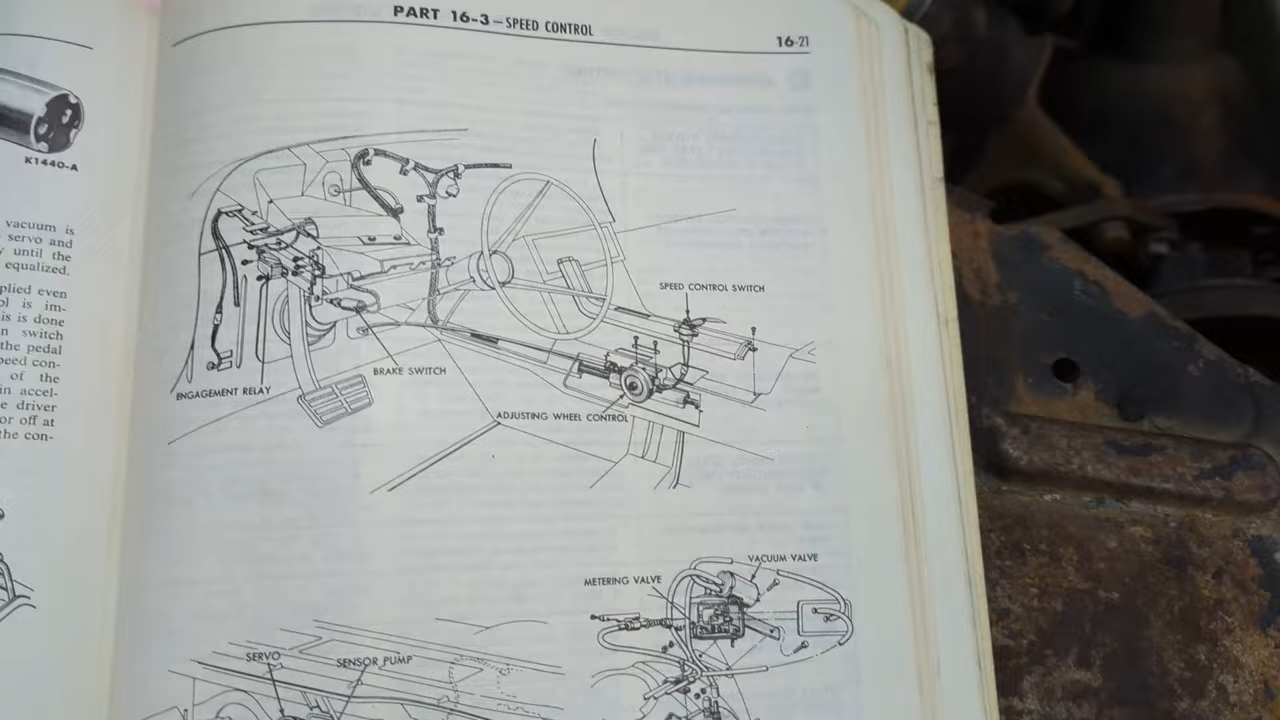 PART 16-3—SPEED CONTROL
16-21
K1440-A
vacuum is
servo and
until the
equalized.
plied even
ol is im-
is is done
n switch
the pedal
peed con-
of the
in accel-
e driver
or off at
the con-
SPEED CONTROL SWITCH
BRAKE SWITCH
ENGAGEMENT RELAY
ADJUSTING WHEEL CONTROL
VACUUM VALVE
METERING VALVE
SERVO
SENSOR PUMP